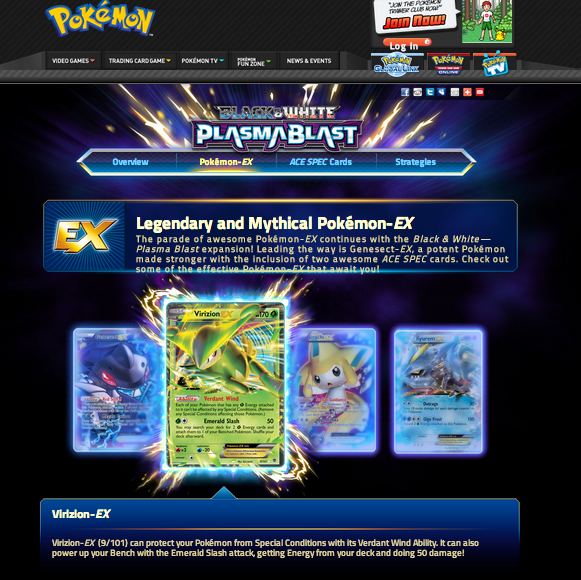 Pokémon
"JOIN THE POKÉMON
TRAINER CLUB NOW!"
Join Now!
Log in
VIDEO GAMES
TRADING CARD GAME
POKÉMON TV
POKÉMON
FUN ZONE
NEWS & EVENTS
Pokémon
GLOBAL LINK
Pokémon
ONLINE
Pokémon
TV
BLACK & WHITE
PLASMA BLAST
Overview
Pokémon-EX
ACE SPEC Cards
Strategies
EX
Legendary and Mythical Pokémon-EX
The parade of awesome Pokémon-EX continues with the Black & White—
Plasma Blast expansion! Leading the way is Genesect-EX, a potent Pokémon
made stronger with the inclusion of two awesome ACE SPEC cards. Check out
some of the effective Pokémon-EX that await you!
Virizion EX
170
Ability Verdant Wind
Each of your Pokémon that has any Energy attached
to it can't be affected by any Special Conditions. (Remove
any Special Conditions affecting those Pokémon.)
Emerald Slash 50
You may search your deck for 2 Energy cards and
attach them to 1 of your Benched Pokémon. Shuffle your
deck afterward.
×2
-20
Kyurem
Outrage
Giga Frost
Virizion-EX
Virizion-EX (9/101) can protect your Pokémon from Special Conditions with its Verdant Wind Ability. It can also
power up your Bench with the Emerald Slash attack, getting Energy from your deck and doing 50 damage!